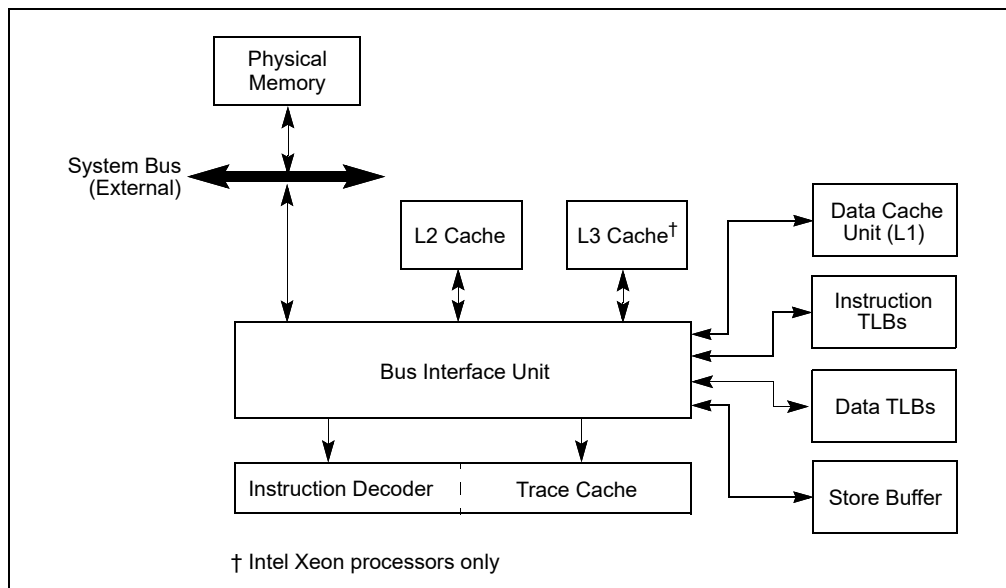 Physical
Memory
System Bus
(External)
L2 Cache
L3 Cache†
Data Cache
Unit (L1)
Instruction
TLBs
Bus Interface Unit
Data TLBs
Instruction Decoder
Trace Cache
Store Buffer
† Intel Xeon processors only